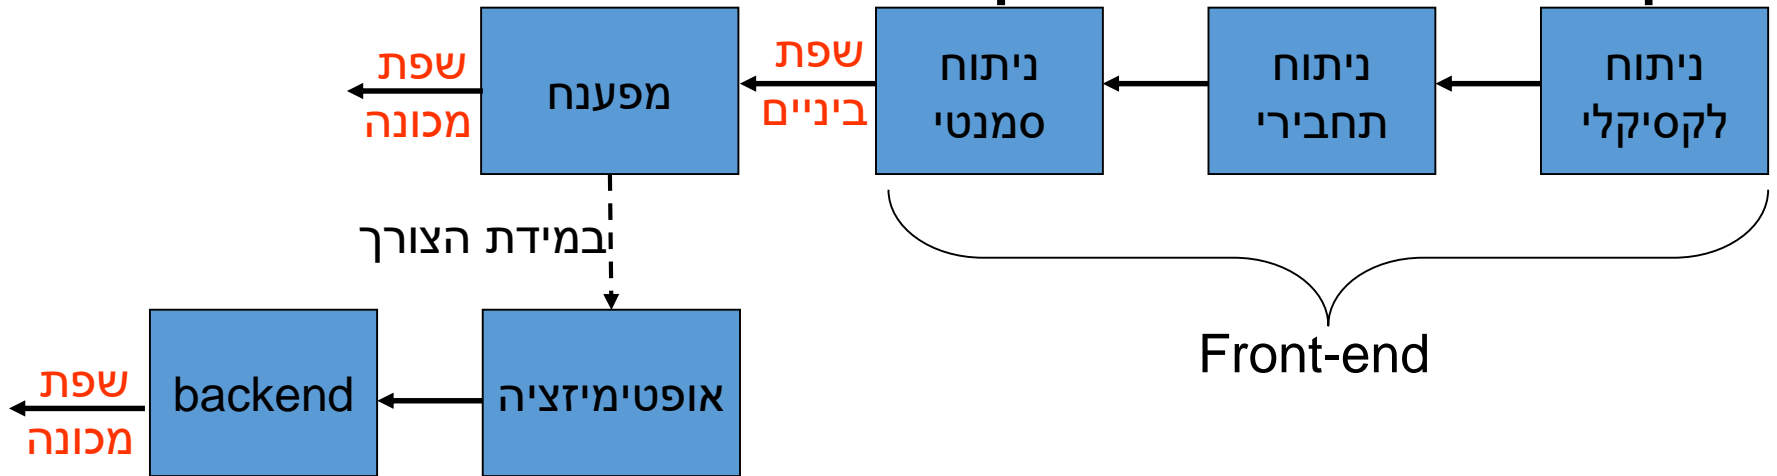 ניתוח
לקסיקלי
ניתוח
תחבירי
ניתוח
סמנטי
שפת
ביניים
מפענח
שפת
מכונה
במידת הצורך
Front-end
אופטימיזציה
backend
שפת
מכונה